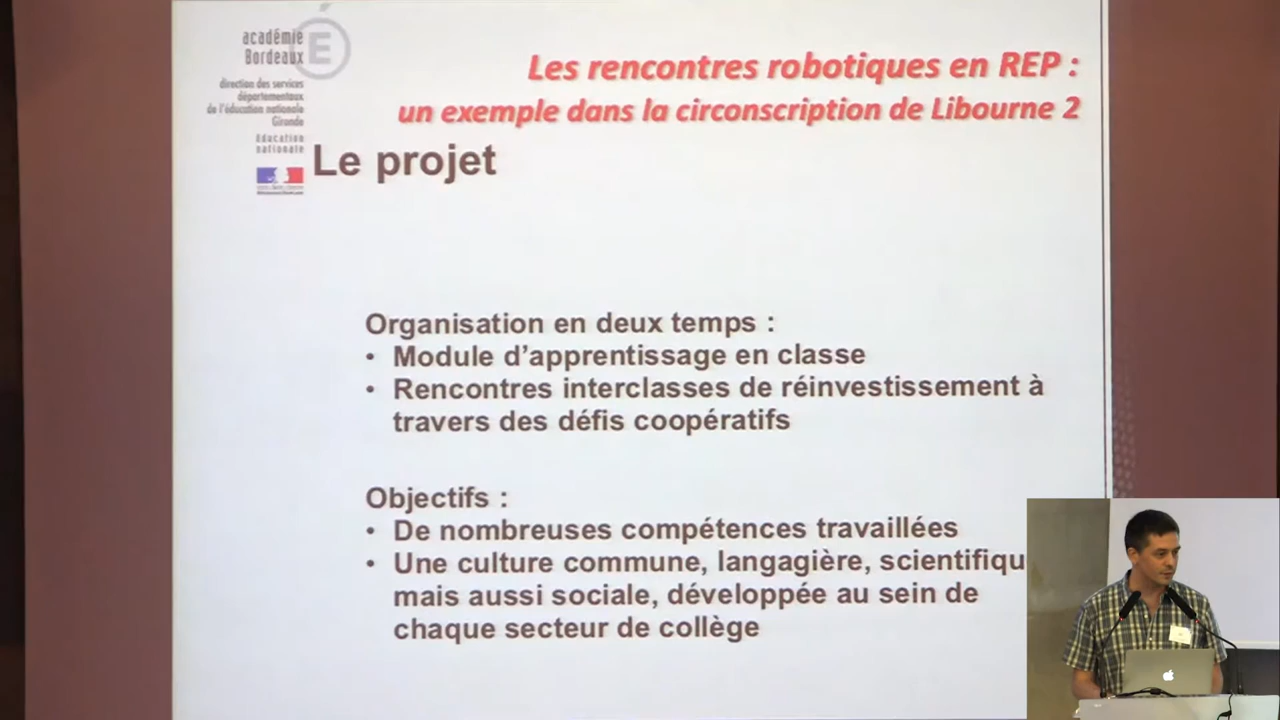 académie
Bordeaux
É
direction des services
départementaux
de l'éducation nationale
Gironde
éducation
nationale
Les rencontres robotiques en REP :
un exemple dans la circonscription de Libourne 2
Le projet
Organisation en deux temps :
• Module d'apprentissage en classe
• Rencontres interclasses de réinvestissement à
travers des défis coopératifs
Objectifs :
• De nombreuses compétences travaillées
• Une culture commune, langagière, scientifiqu
mais aussi sociale, développée au sein de
chaque secteur de collège